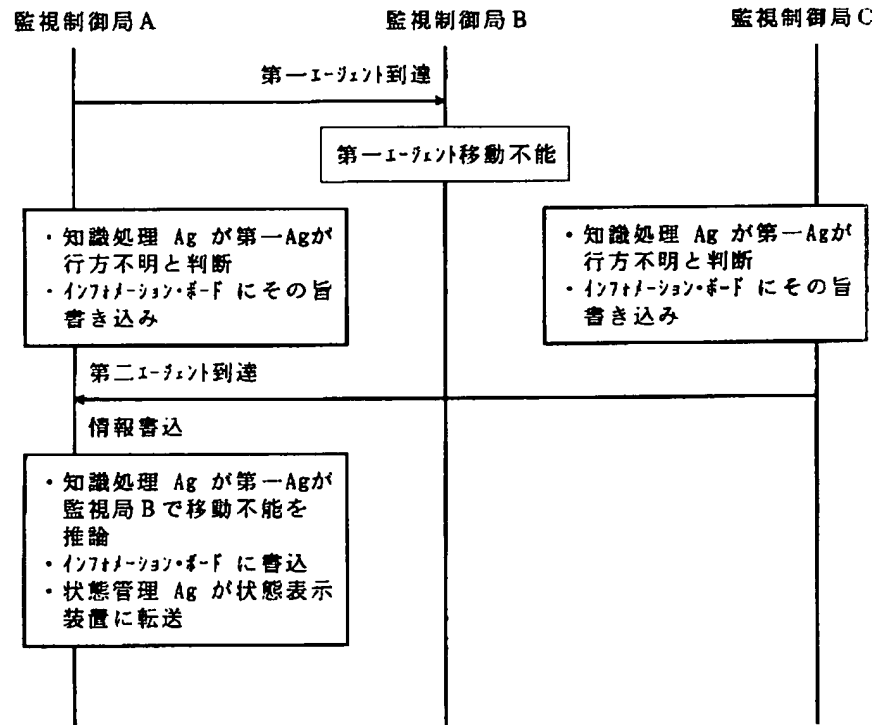 監視制御局A
監視制御局B
監視制御局C
第一エージェント到達
第一エージェント移動不能
・知識処理 Ag が第一Agが
行方不明と判断
・インフォメーション・ボード にその旨
書き込み
・知識処理 Ag が第一Agが
行方不明と判断
・インフォメーション・ボード にその旨
書き込み
第二エージェント到達
情報書込
・知識処理 Ag が第一Agが
監視局Bで移動不能を
推論
・インフォメーション・ボード に書込
・状態管理 Ag が状態表示
装置に転送